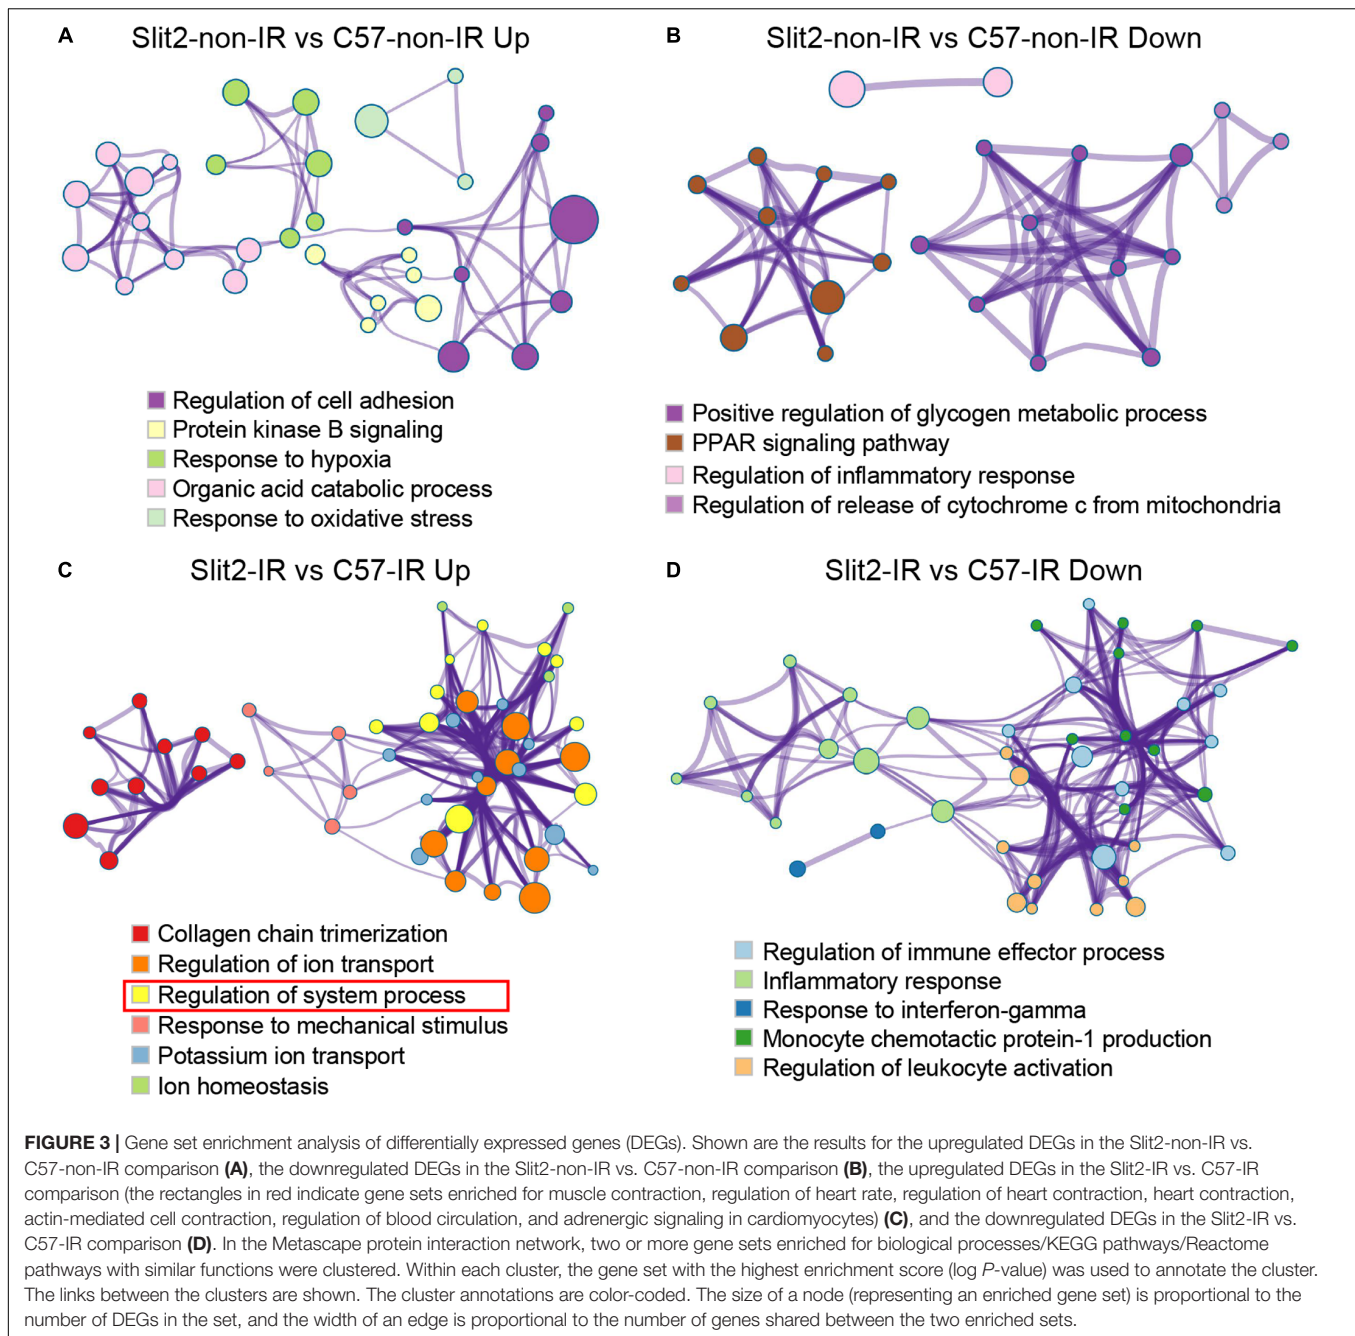 A
Slit2-non-IR vs C57-non-IR Up
B
Slit2-non-IR vs C57-non-IR Down
Regulation of cell adhesion
Protein kinase B signaling
Response to hypoxia
Organic acid catabolic process
Response to oxidative stress
Positive regulation of glycogen metabolic process
PPAR signaling pathway
Regulation of inflammatory response
Regulation of release of cytochrome c from mitochondria
C
Slit2-IR vs C57-IR Up
D
Slit2-IR vs C57-IR Down
Collagen chain trimerization
Regulation of ion transport
Regulation of system process
Response to mechanical stimulus
Potassium ion transport
Ion homeostasis
Regulation of immune effector process
Inflammatory response
Response to interferon-gamma
Monocyte chemotactic protein-1 production
Regulation of leukocyte activation
FIGURE 3 | Gene set enrichment analysis of differentially expressed genes (DEGs). Shown are the results for the upregulated DEGs in the Slit2-non-IR vs.
C57-non-IR comparison (A), the downregulated DEGs in the Slit2-non-IR vs. C57-non-IR comparison (B), the upregulated DEGs in the Slit2-IR vs. C57-IR
comparison (the rectangles in red indicate gene sets enriched for muscle contraction, regulation of heart rate, regulation of heart contraction, heart contraction,
actin-mediated cell contraction, regulation of blood circulation, and adrenergic signaling in cardiomyocytes) (C), and the downregulated DEGs in the Slit2-IR vs.
C57-IR comparison (D). In the Metascape protein interaction network, two or more gene sets enriched for biological processes/KEGG pathways/Reactome
pathways with similar functions were clustered. Within each cluster, the gene set with the highest enrichment score (log P-value) was used to annotate the cluster.
The links between the clusters are shown. The cluster annotations are color-coded. The size of a node (representing an enriched gene set) is proportional to the
number of DEGs in the set, and the width of an edge is proportional to the number of genes shared between the two enriched sets.